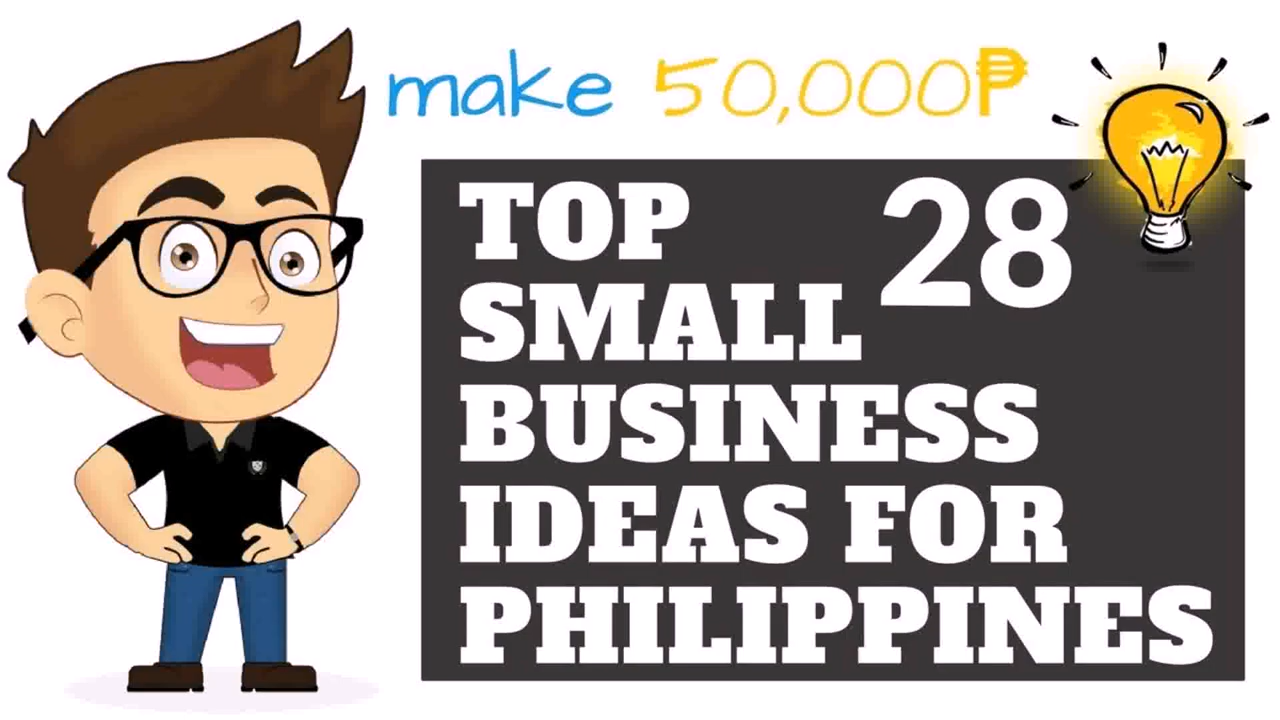 make 50,000₱
TOP 28
SMALL
BUSINESS
IDEAS FOR
PHILIPPINES